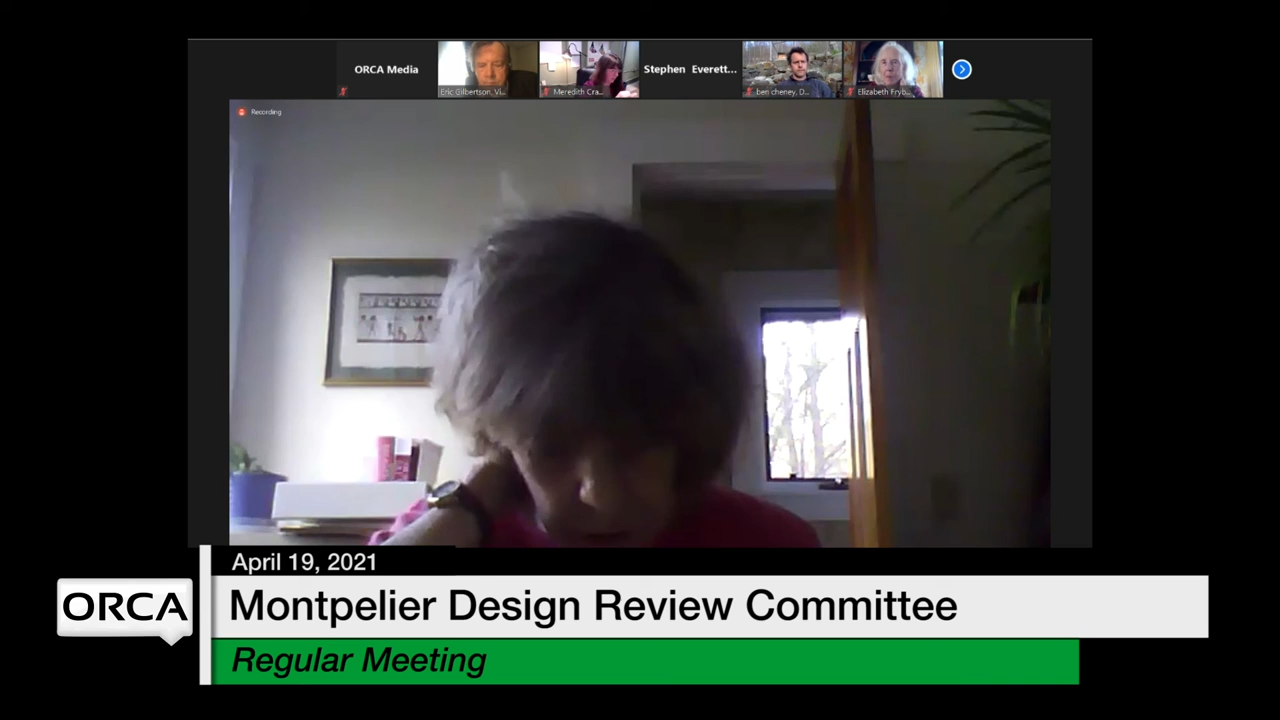 ORCA Media
Stephen Everett...
Eric Gilbertson, Vi...
Meredith Cra...
ben cheney, D...
Elizabeth Fryb...
Recording
April 19, 2021
ORCA
Montpelier Design Review Committee
Regular Meeting